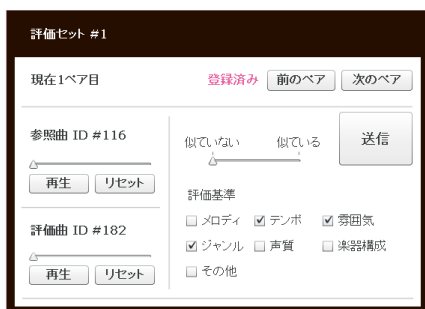 評価セット #1
現在1ペア目 登録済み 前のペア 次のペア
参照曲 ID #116
再生 リセット
似ていない 似ている 送信
評価基準
メロディ テンポ 雰囲気
ジャンル 声質 楽器構成
その他
評価曲 ID #182
再生 リセット